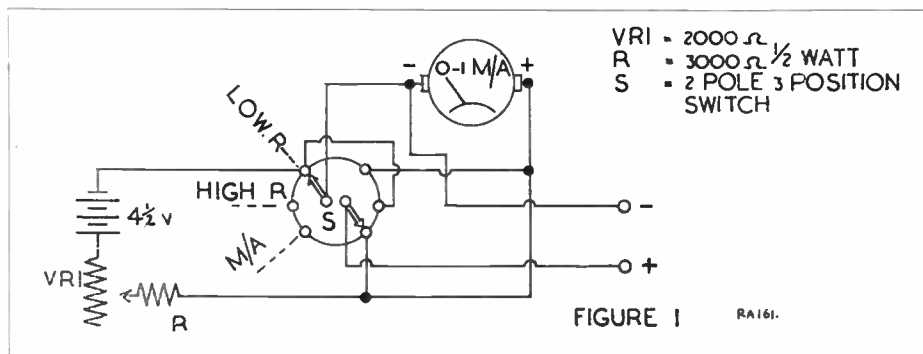 VR1 = 2000 Ω
R = 3000 Ω 1/2 WATT
S = 2 POLE 3 POSITION
SWITCH
- 0-1 M/A +
LOW. R
HIGH R
S
M/A
4½ V
VR1
R
-
+
FIGURE 1
RA161.